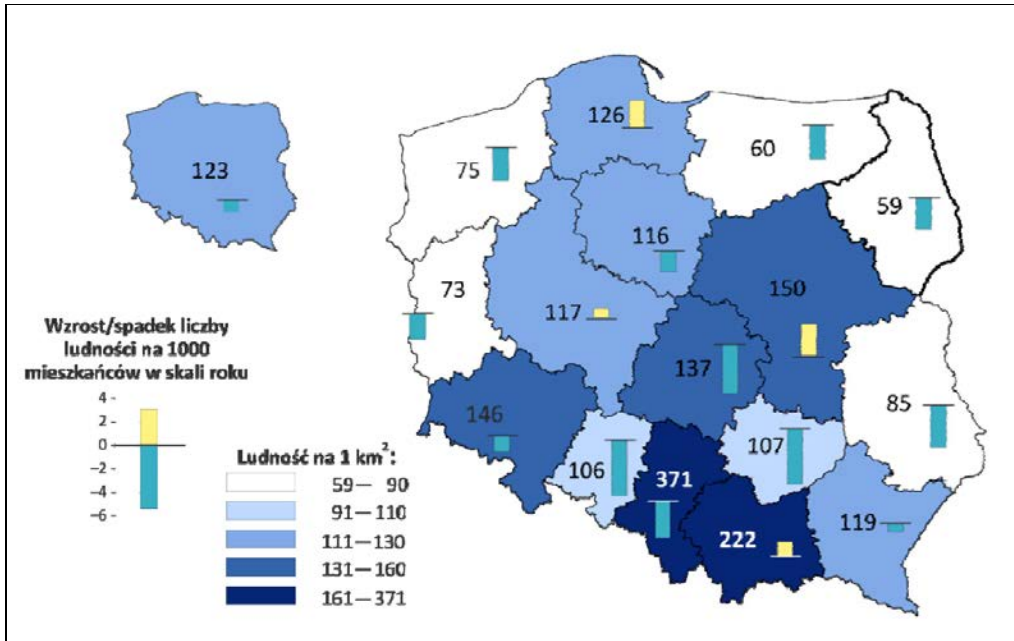 126
60
123
75
59
116
73
150
117
Wzrost/spadek liczby
ludności na 1000
mieszkańców w skali roku
137
4 -
2 -
0 -
−2 -
−4 -
−6 -
85
146
Ludność na 1 km²:
59 — 90
91 — 110
111 — 130
131 — 160
161 — 371
106
107
371
222
119